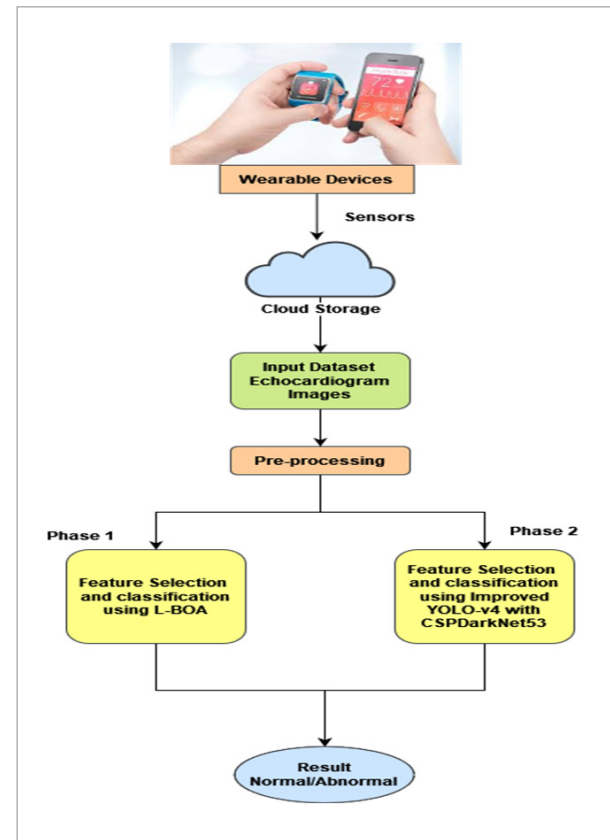 72
Wearable Devices
Sensors
Cloud Storage
Input Dataset
Echocardiogram
Images
Pre-processing
Phase 1
Phase 2
Feature Selection
and classification
using L-BOA
Feature Selection
and classification
using Improved
YOLO-v4 with
CSPDarkNet53
Result
Normal/Abnormal